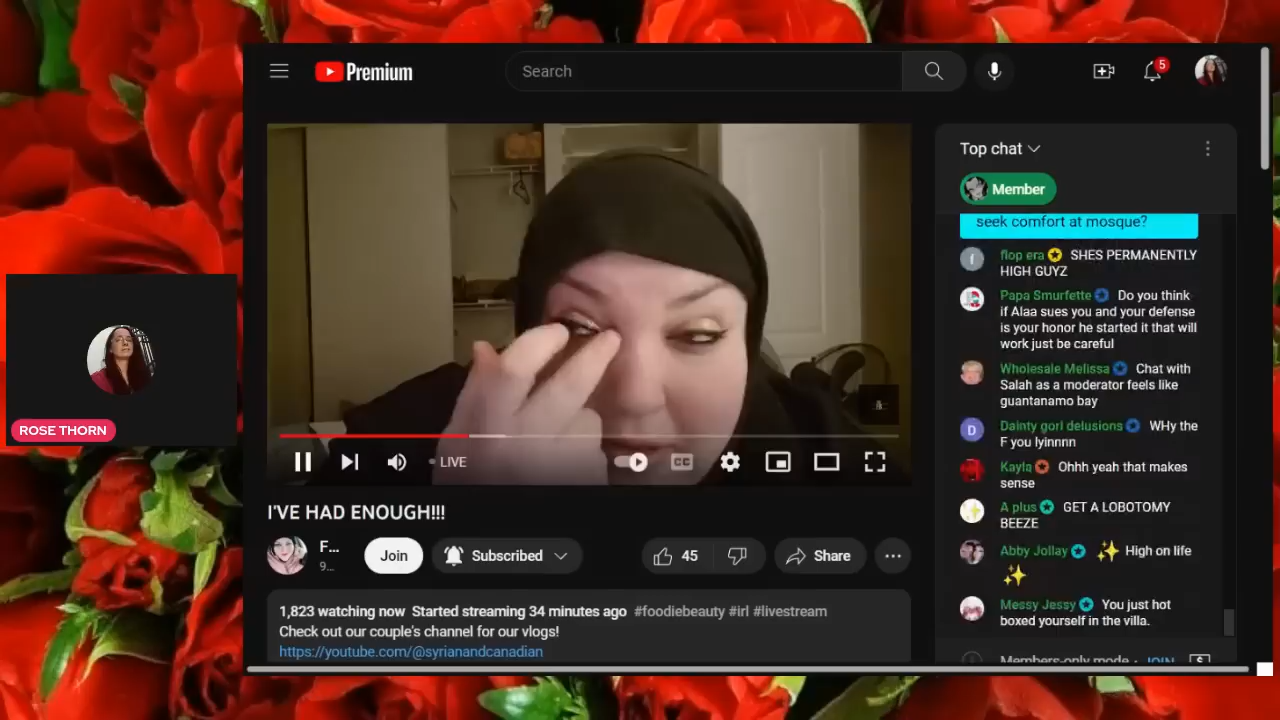 Premium
Search
5
Top chat
Member
seek comfort at mosque?
flop era SHES PERMANENTLY
HIGH GUYZ
Papa Smurfette Do you think
if Alaa sues you and your defense
is your honor he started it that will
work just be careful
Wholesale Melissa Chat with
Salah as a moderator feels like
guantanamo bay
D Dainty gorl delusions WHy the
F you lyinnnn
Kayla Ohhh yeah that makes
sense
A plus GET A LOBOTOMY
BEEZE
Abby Jollay High on life
Messy Jessy You just hot
boxed yourself in the villa.
Members-only mode · JOIN
ROSE THORN
LIVE
CC
I'VE HAD ENOUGH!!!
F...
9...
Join
Subscribed
45
Share
1,823 watching now Started streaming 34 minutes ago #foodiebeauty #irl #livestream
Check out our couple's channel for our vlogs!
https://youtube.com/@syrianandcanadian